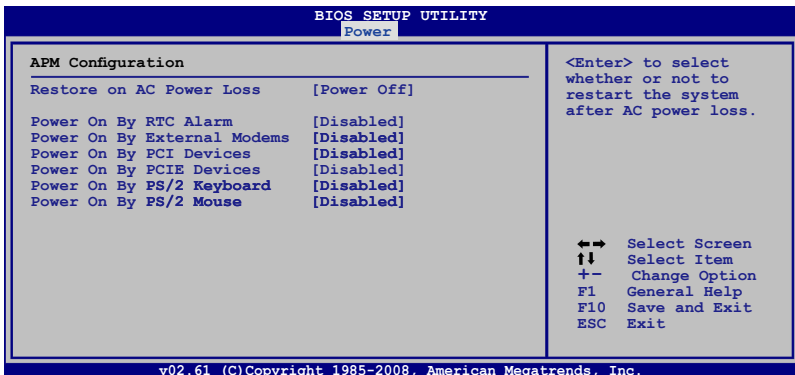 BIOS SETUP UTILITY
Power
APM Configuration
Restore on AC Power Loss [Power Off]
Power On By RTC Alarm [Disabled]
Power On By External Modems [Disabled]
Power On By PCI Devices [Disabled]
Power On By PCIE Devices [Disabled]
Power On By PS/2 Keyboard [Disabled]
Power On By PS/2 Mouse [Disabled]
<Enter> to select
whether or not to
restart the system
after AC power loss.
←→ Select Screen
↑↓ Select Item
+- Change Option
F1 General Help
F10 Save and Exit
ESC Exit
v02.61 (C)Copyright 1985-2008, American Megatrends, Inc.